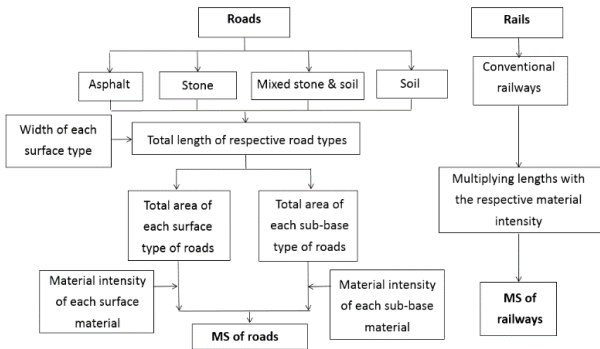 Roads
Asphalt
Stone
Mixed stone & soil
Soil
Width of each
surface type
Total length of respective road types
Total area of
each surface
type of roads
Total area of
each sub-base
type of roads
Material intensity
of each surface
material
Material intensity
of each sub-base
material
MS of roads
Rails
Conventional
railways
Multiplying lengths with
the respective material
intensity
MS of
railways